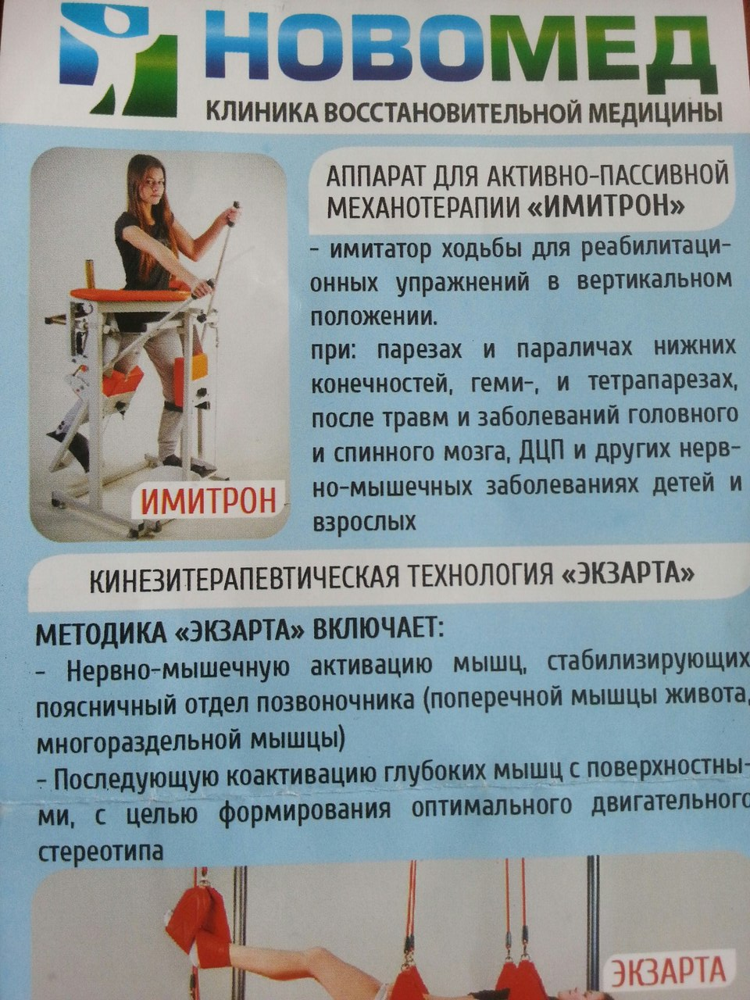 НОВОМЕД
КЛИНИКА ВОССТАНОВИТЕЛЬНОЙ МЕДИЦИНЫ
АППАРАТ ДЛЯ АКТИВНО-ПАССИВНОЙ
МЕХАНОТЕРАПИИ «ИМИТРОН»
- имитатор ходьбы для реабилитаци-
онных упражнений в вертикальном
положении.
при: парезах и параличах нижних
конечностей, геми-, и тетрапарезах,
после травм и заболеваний головного
и спинного мозга, ДЦП и других нерв-
но-мышечных заболеваниях детей и
взрослых
ИМИТРОН
КИНЕЗИТЕРАПЕВТИЧЕСКАЯ ТЕХНОЛОГИЯ «ЭКЗАРТА»
МЕТОДИКА «ЭКЗАРТА» ВКЛЮЧАЕТ:
- Нервно-мышечную активацию мышц, стабилизирующих
поясничный отдел позвоночника (поперечной мышцы живота,
многораздельной мышцы)
- Последующую коактивацию глубоких мышц с поверхностны-
ми, с целью формирования оптимального двигательного
стереотипа
ЭКЗАРТА